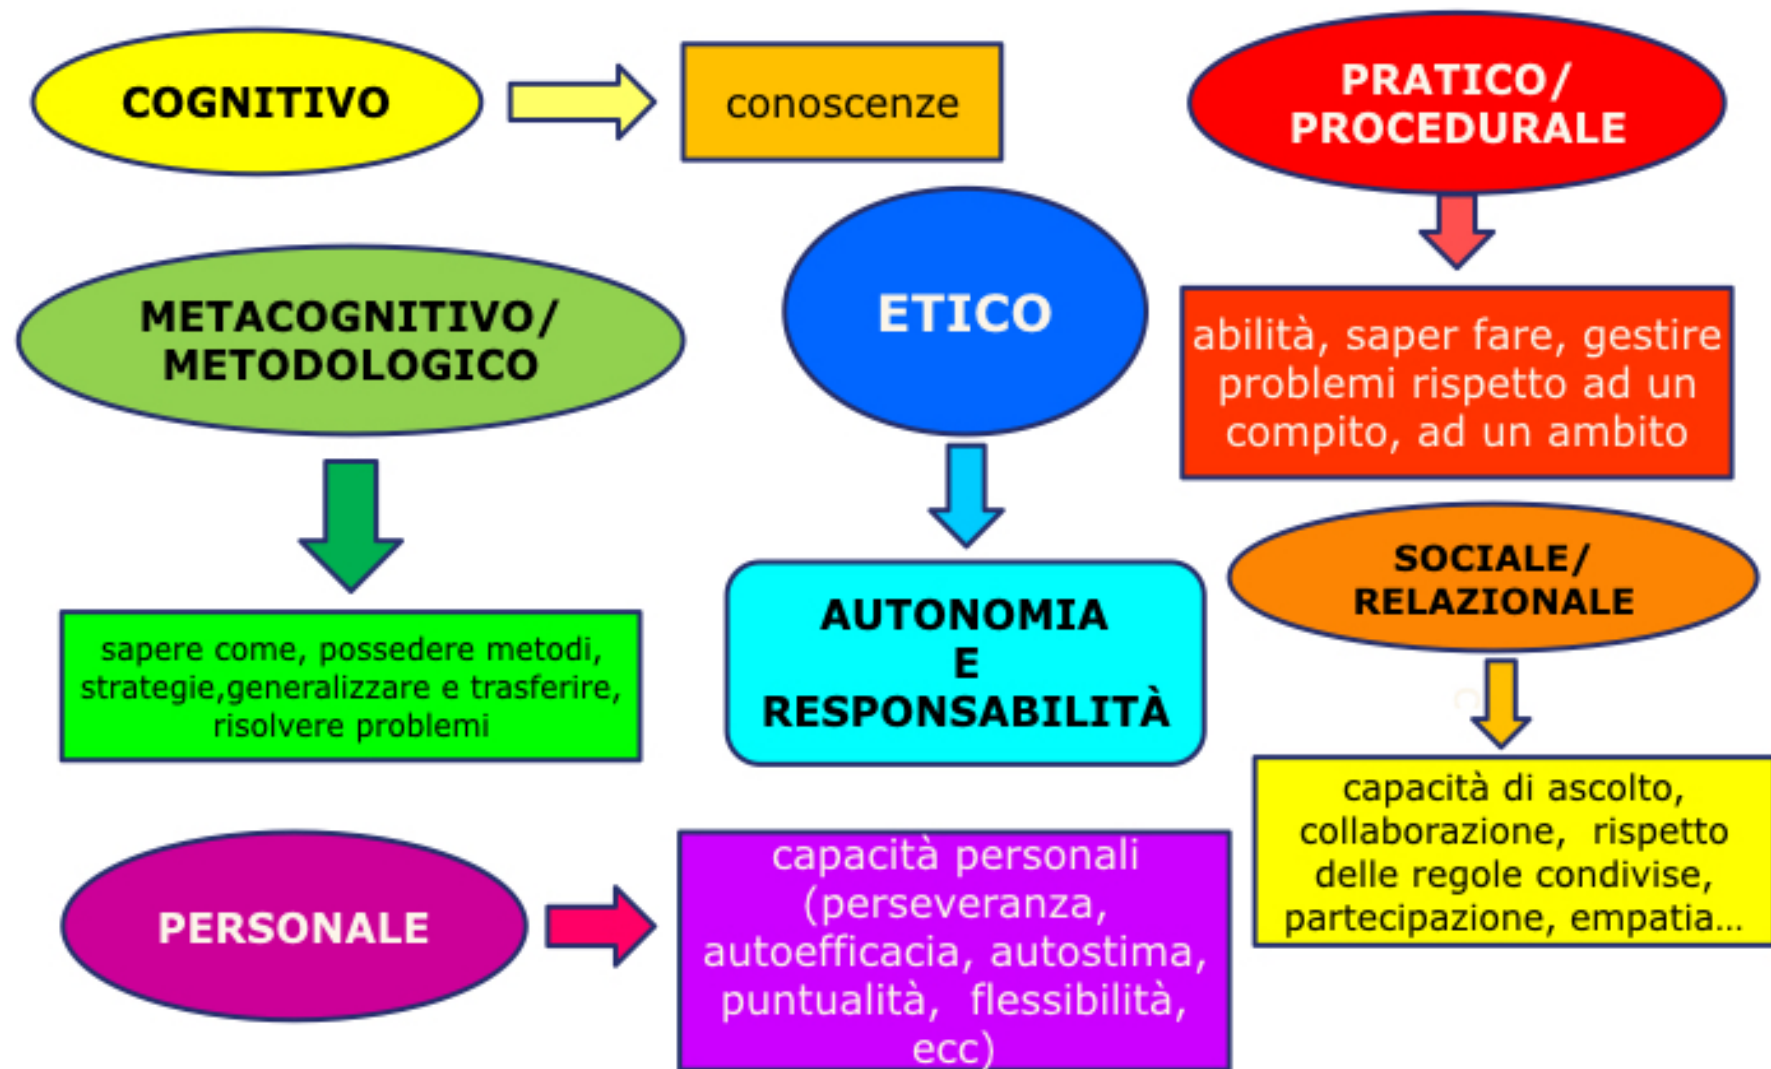 COGNITIVO
conoscenze
PRATICO/
PROCEDURALE
abilità, saper fare, gestire
problemi rispetto ad un
compito, ad un ambito
METACOGNITIVO/
METODOLOGICO
sapere come, possedere metodi,
strategie,generalizzare e trasferire,
risolvere problemi
ETICO
AUTONOMIA
E
RESPONSABILITÀ
SOCIALE/
RELAZIONALE
c
capacità di ascolto,
collaborazione, rispetto
delle regole condivise,
partecipazione, empatia...
PERSONALE
capacità personali
(perseveranza,
autoefficacia, autostima,
puntualità, flessibilità,
ecc)